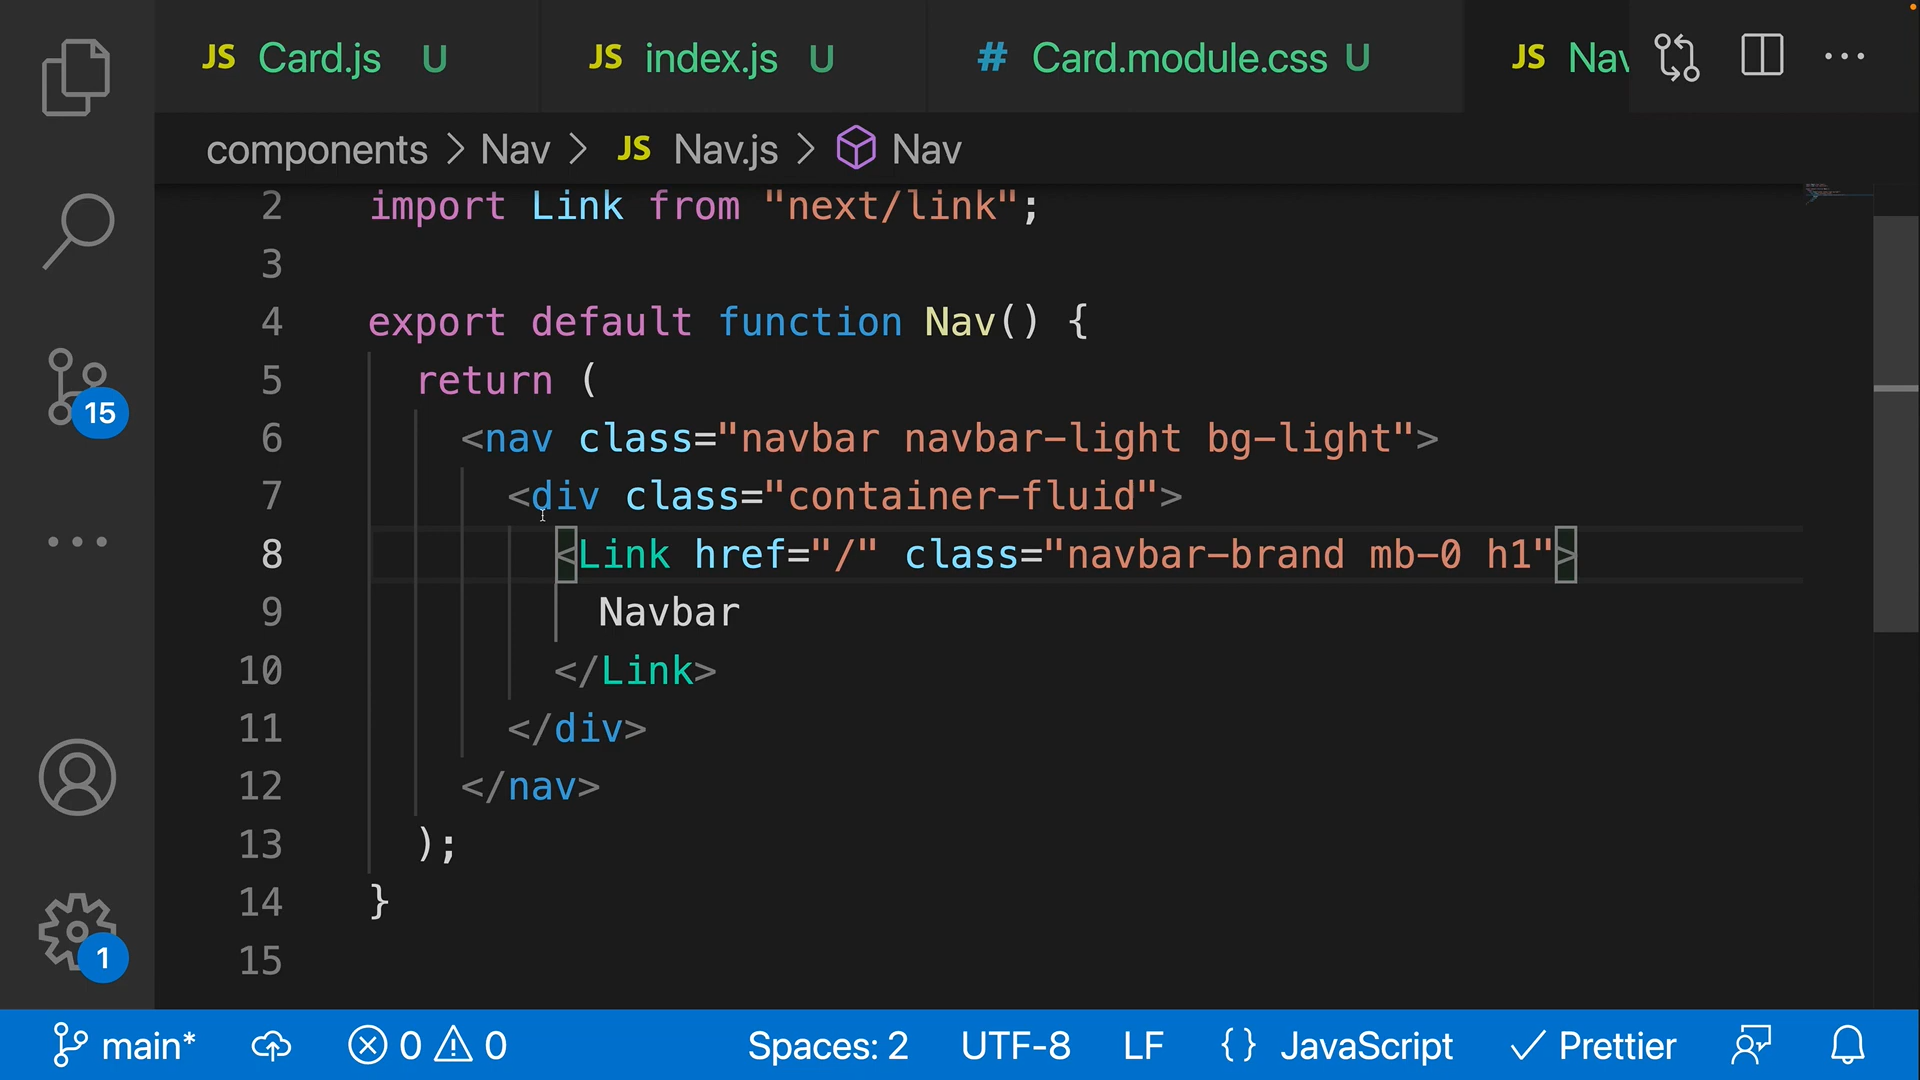 JS Card.js U JS index.js U # Card.module.css U JS Nav
components > Nav > JS Nav.js > Nav
2 import Link from "next/link";
3
4 export default function Nav() {
5 return (
6 <nav class="navbar navbar-light bg-light">
7 <div class="container-fluid">
8 <Link href="/" class="navbar-brand mb-0 h1">
9 Navbar
10 </Link>
11 </div>
12 </nav>
13 );
14 }
15
15
1
main* 0 0 Spaces: 2 UTF-8 LF {} JavaScript Prettier